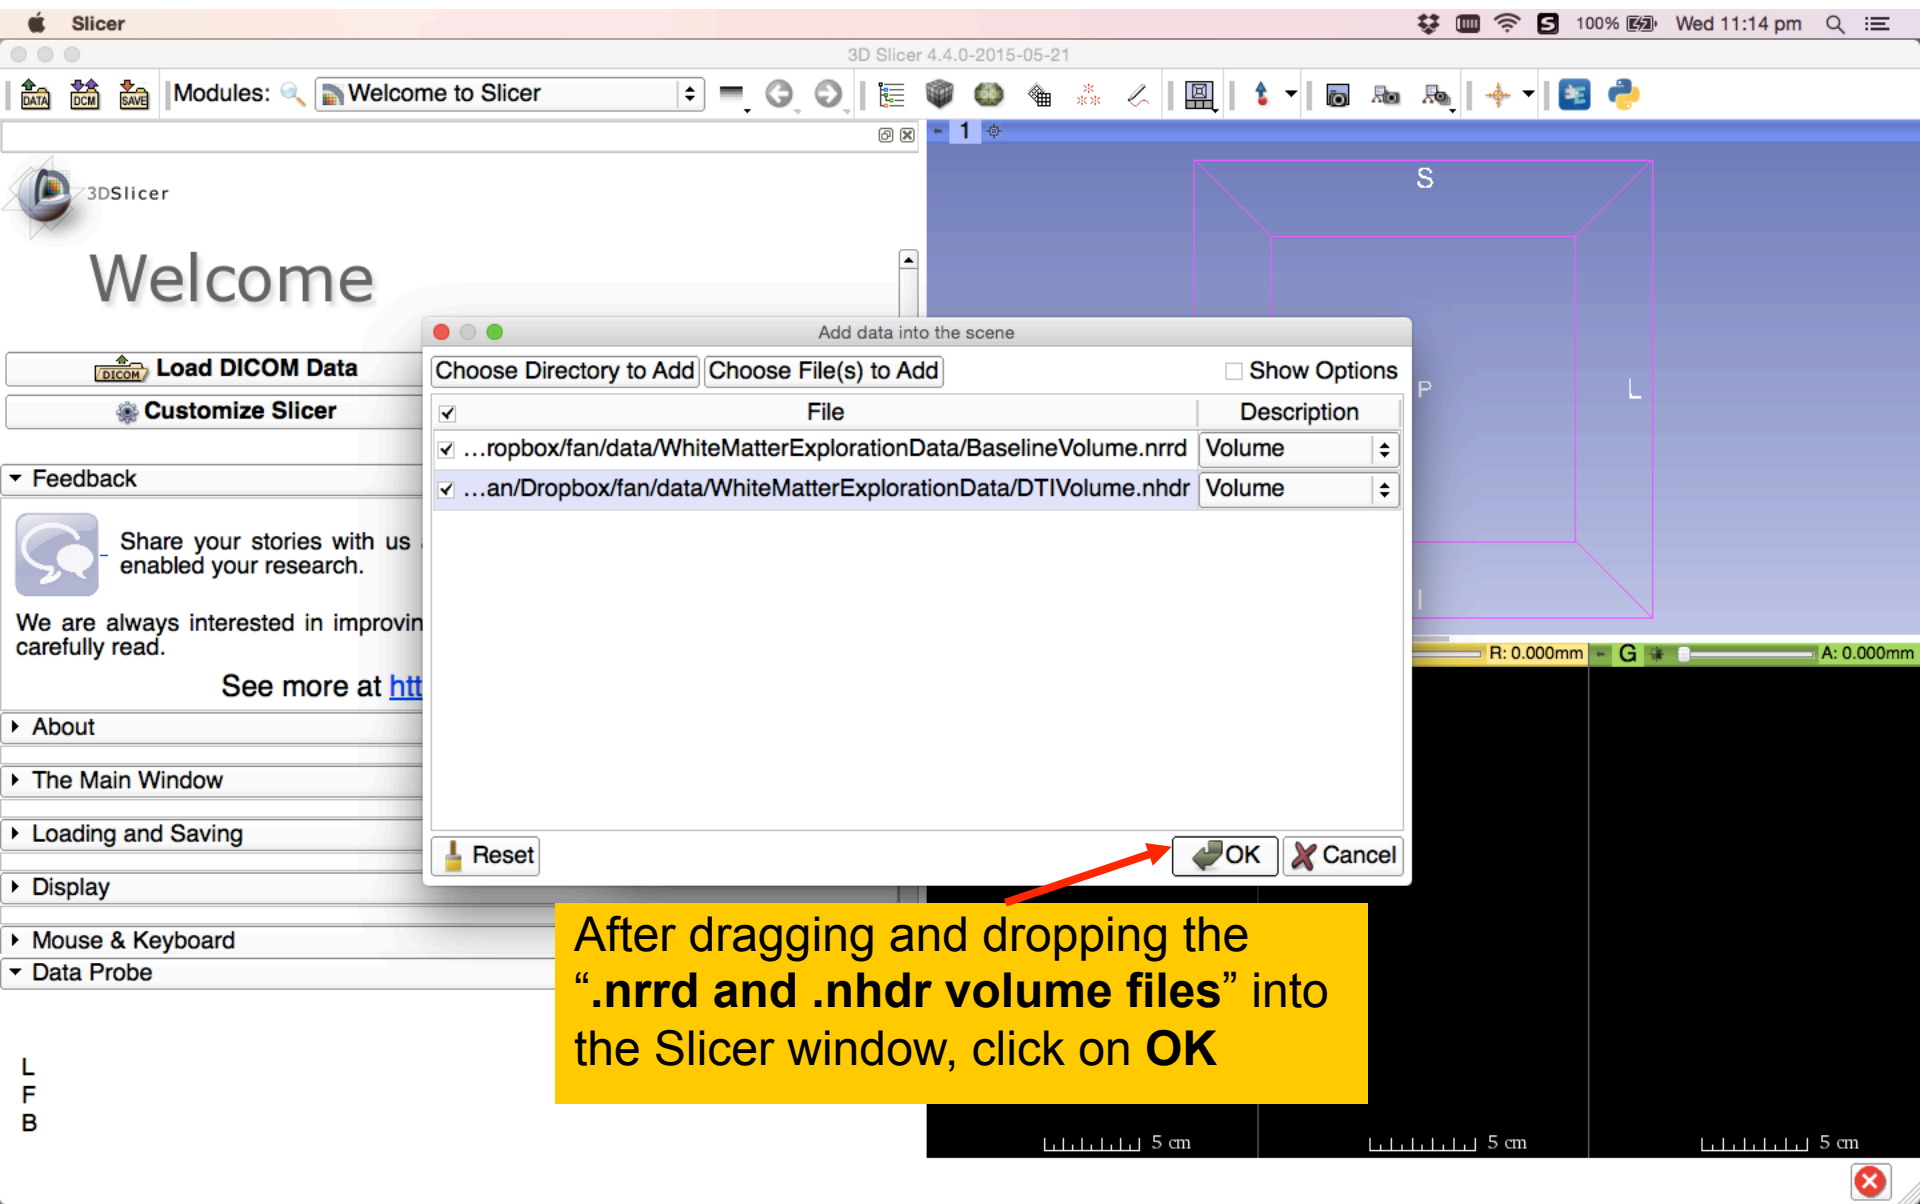 Slicer
100%
Wed 11:14 pm
3D Slicer 4.4.0-2015-05-21
DATA
DCM
SAVE
Modules:
Welcome to Slicer
1
3DSlicer
Welcome
S
P
L
I
Load DICOM Data
DICOM
Customize Slicer
Feedback
Share your stories with us
enabled your research.
We are always interested in improvin
carefully read.
See more at htt
About
The Main Window
Loading and Saving
Display
Mouse & Keyboard
Data Probe
L
F
B
Add data into the scene
Choose Directory to Add
Choose File(s) to Add
Show Options
File
Description
...ropbox/fan/data/WhiteMatterExplorationData/BaselineVolume.nrrd
Volume
...an/Dropbox/fan/data/WhiteMatterExplorationData/DTIVolume.nhdr
Volume
Reset
OK
Cancel
R: 0.000mm
G
A: 0.000mm
After dragging and dropping the
“.nrrd and .nhdr volume files” into
the Slicer window, click on OK
5 cm
5 cm
5 cm